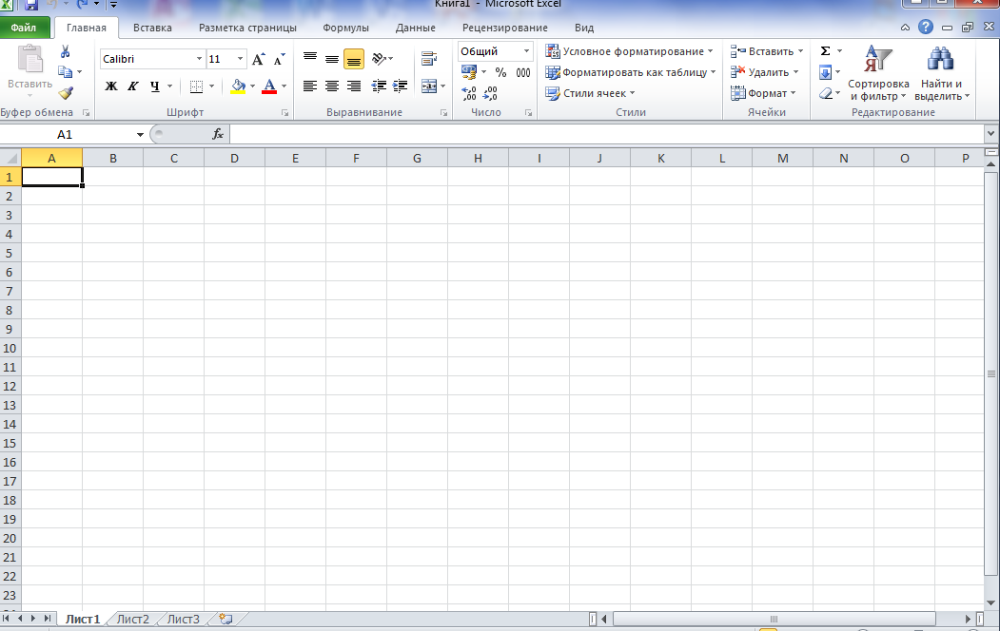 Книга1 - Microsoft Excel
Файл Главная Вставка Разметка страницы Формулы Данные Рецензирование Вид
Вставить
Буфер обмена
Calibri 11
Ж К Ч
Шрифт
Выравнивание
Общий
% 000
Число
Условное форматирование
Форматировать как таблицу
Стили ячеек
Стили
Вставить
Удалить
Формат
Ячейки
Σ
Сортировка и фильтр
Найти и выделить
Редактирование
A1 fx
A B C D E F G H I J K L M N O P
1
2
3
4
5
6
7
8
9
10
11
12
13
14
15
16
17
18
19
20
21
22
23
Лист1 Лист2 Лист3